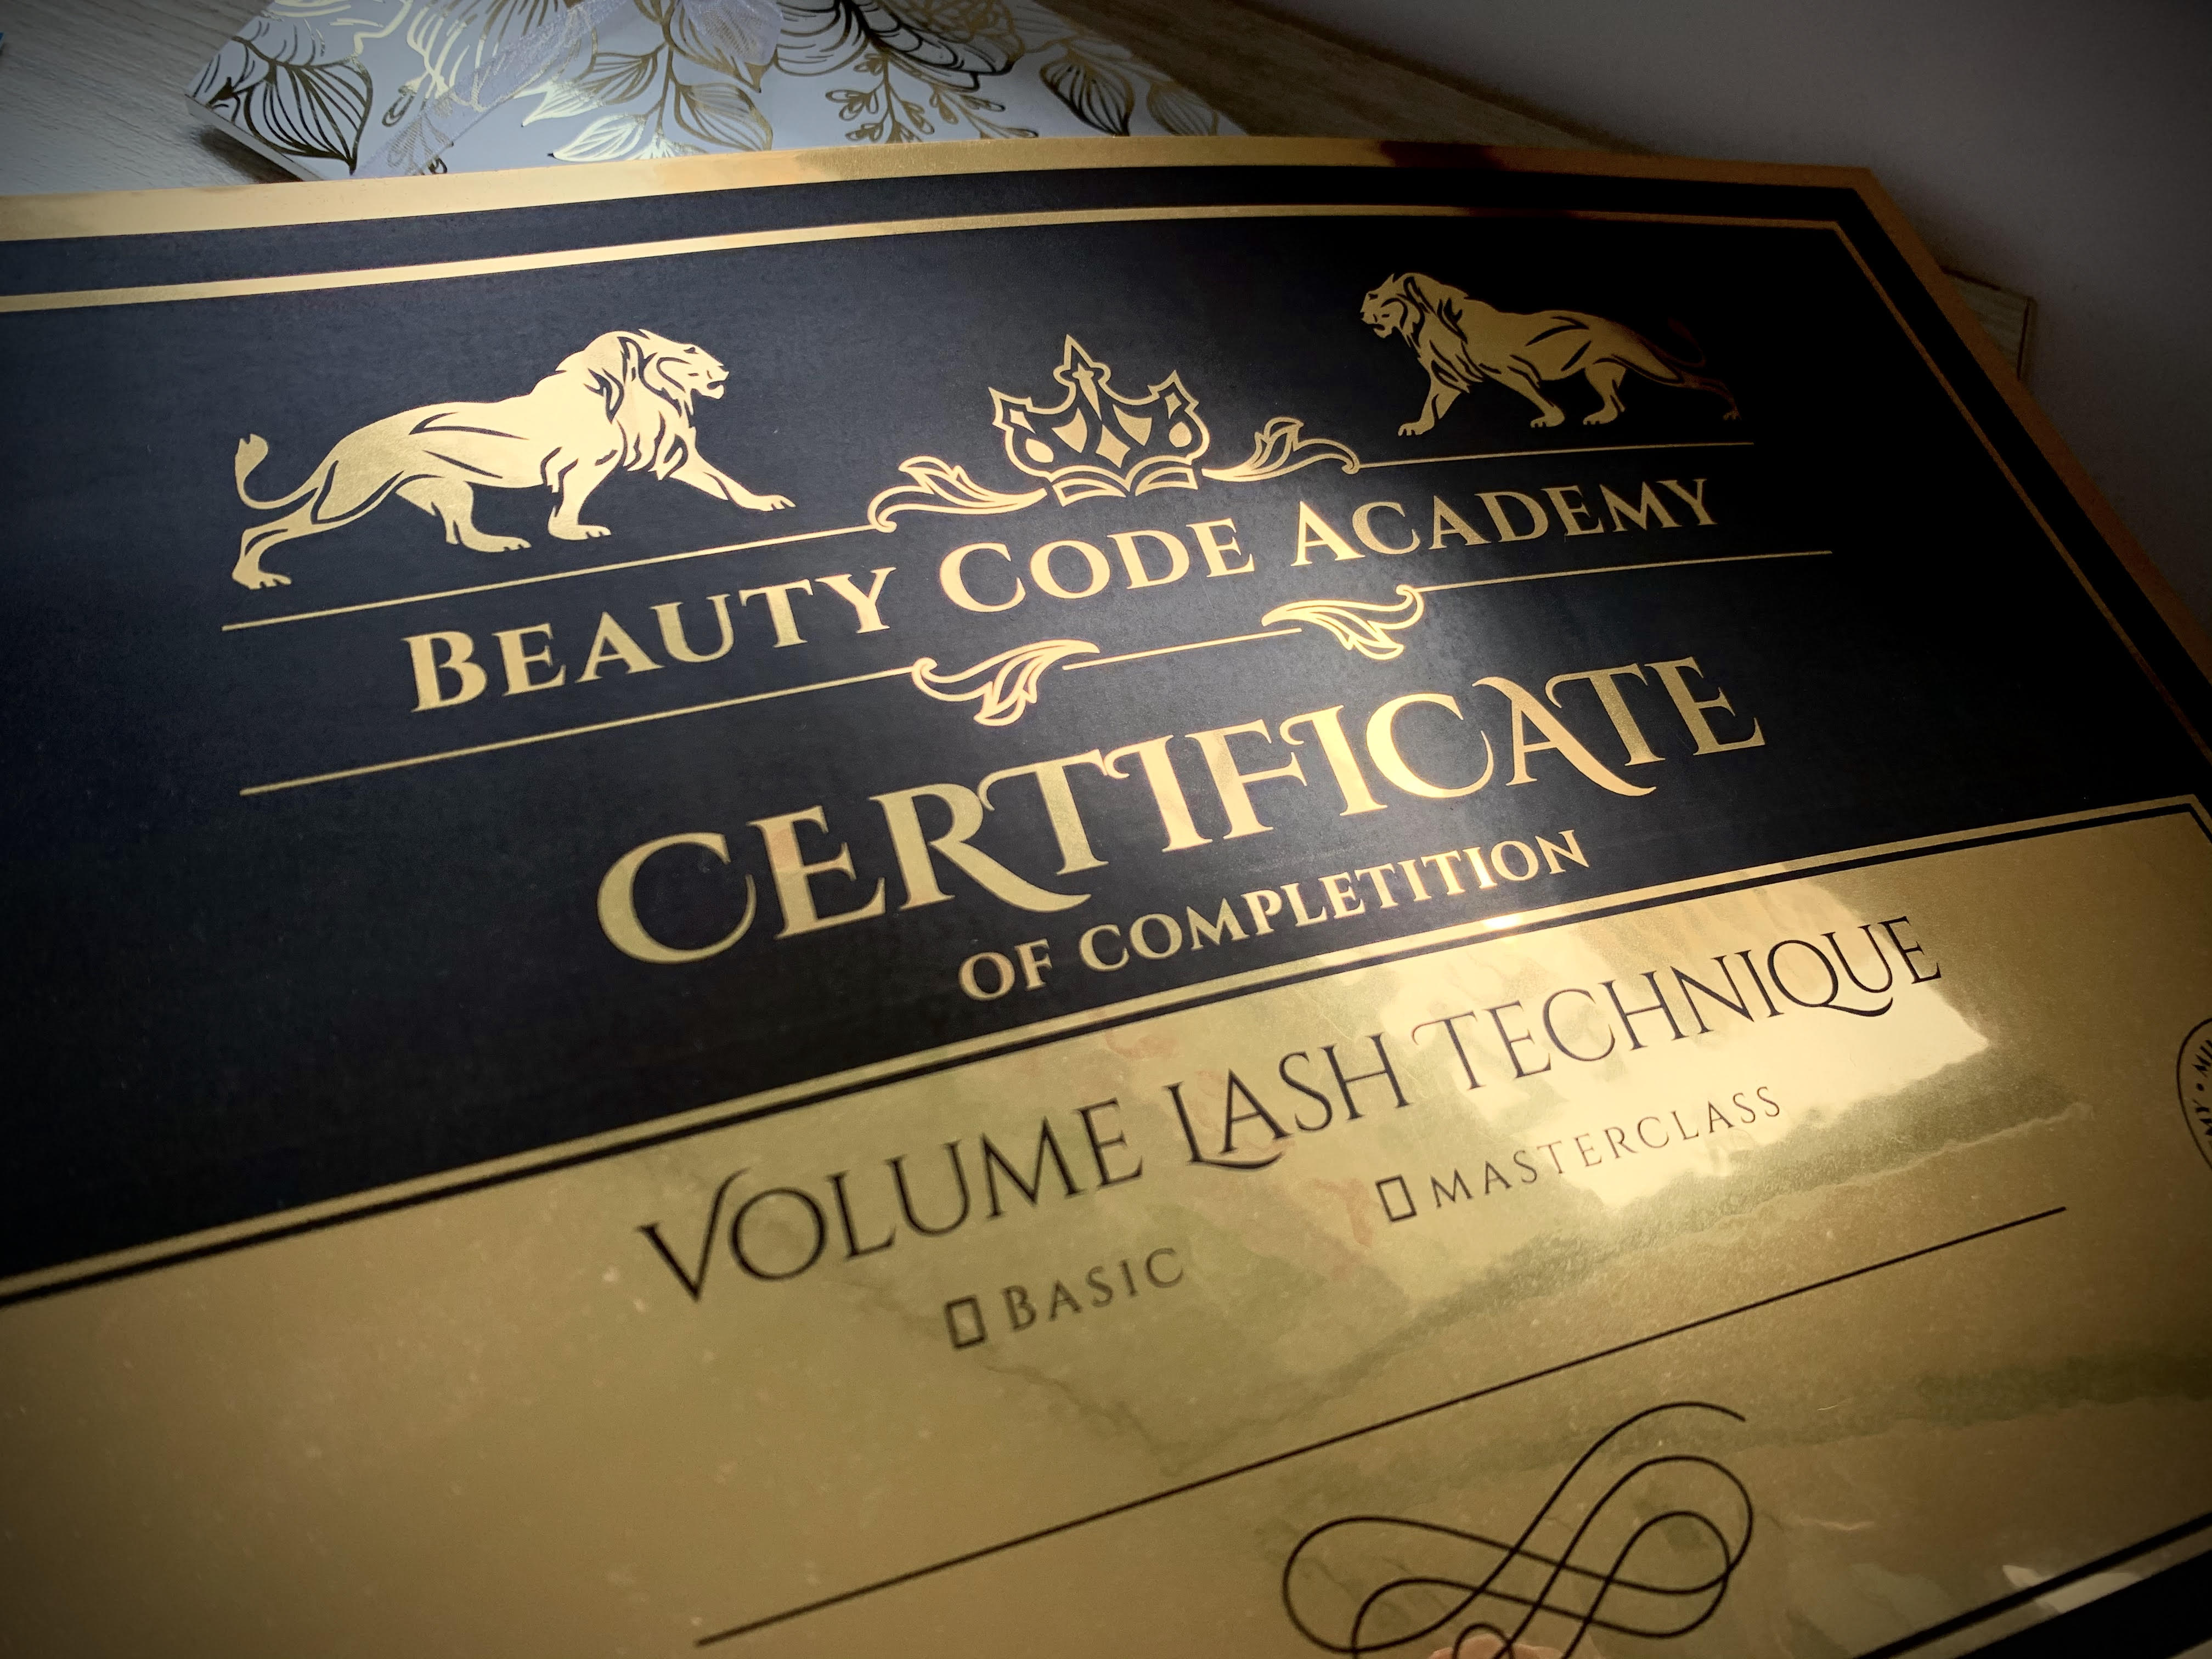 BEAUTY CODE ACADEMY
CERTIFICATE
OF COMPLETITION
VOLUME LASH TECHNIQUE
BASIC MASTERCLASS